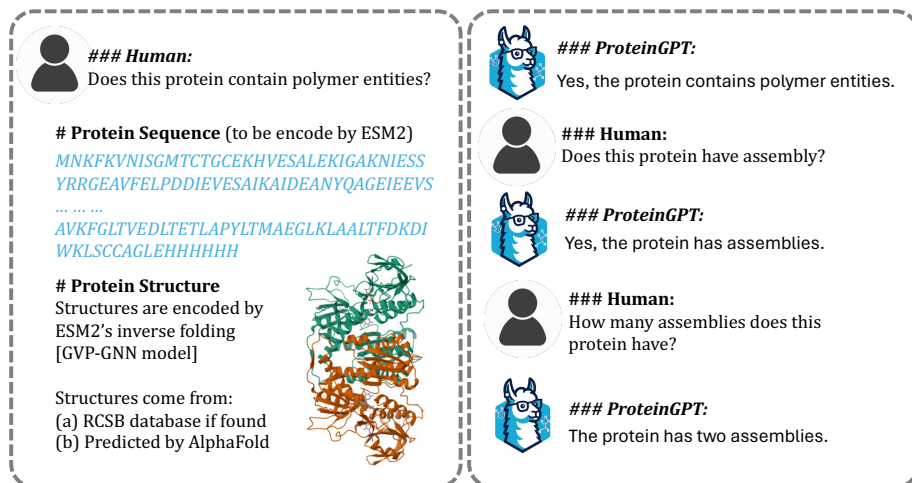 ### Human:
Does this protein contain polymer entities?
# Protein Sequence (to be encode by ESM2)
MNKFKVNISGMTCTGCEKHVESALEKIGAKNIESS
YRRGEAVFELPDDIEVESAIKAIDEANYQAGEIEEVS
... ... ...
AVKFGLTVEDLTETLAPYLTMAEGLKLAALTFDKDI
WKLSCCAGLEHHHHHH
# Protein Structure
Structures are encoded by
ESM2's inverse folding
[GVP-GNN model]
Structures come from:
(a) RCSB database if found
(b) Predicted by AlphaFold
### ProteinGPT:
Yes, the protein contains polymer entities.
### Human:
Does this protein have assembly?
### ProteinGPT:
Yes, the protein has assemblies.
### Human:
How many assemblies does this
protein have?
### ProteinGPT:
The protein has two assemblies.